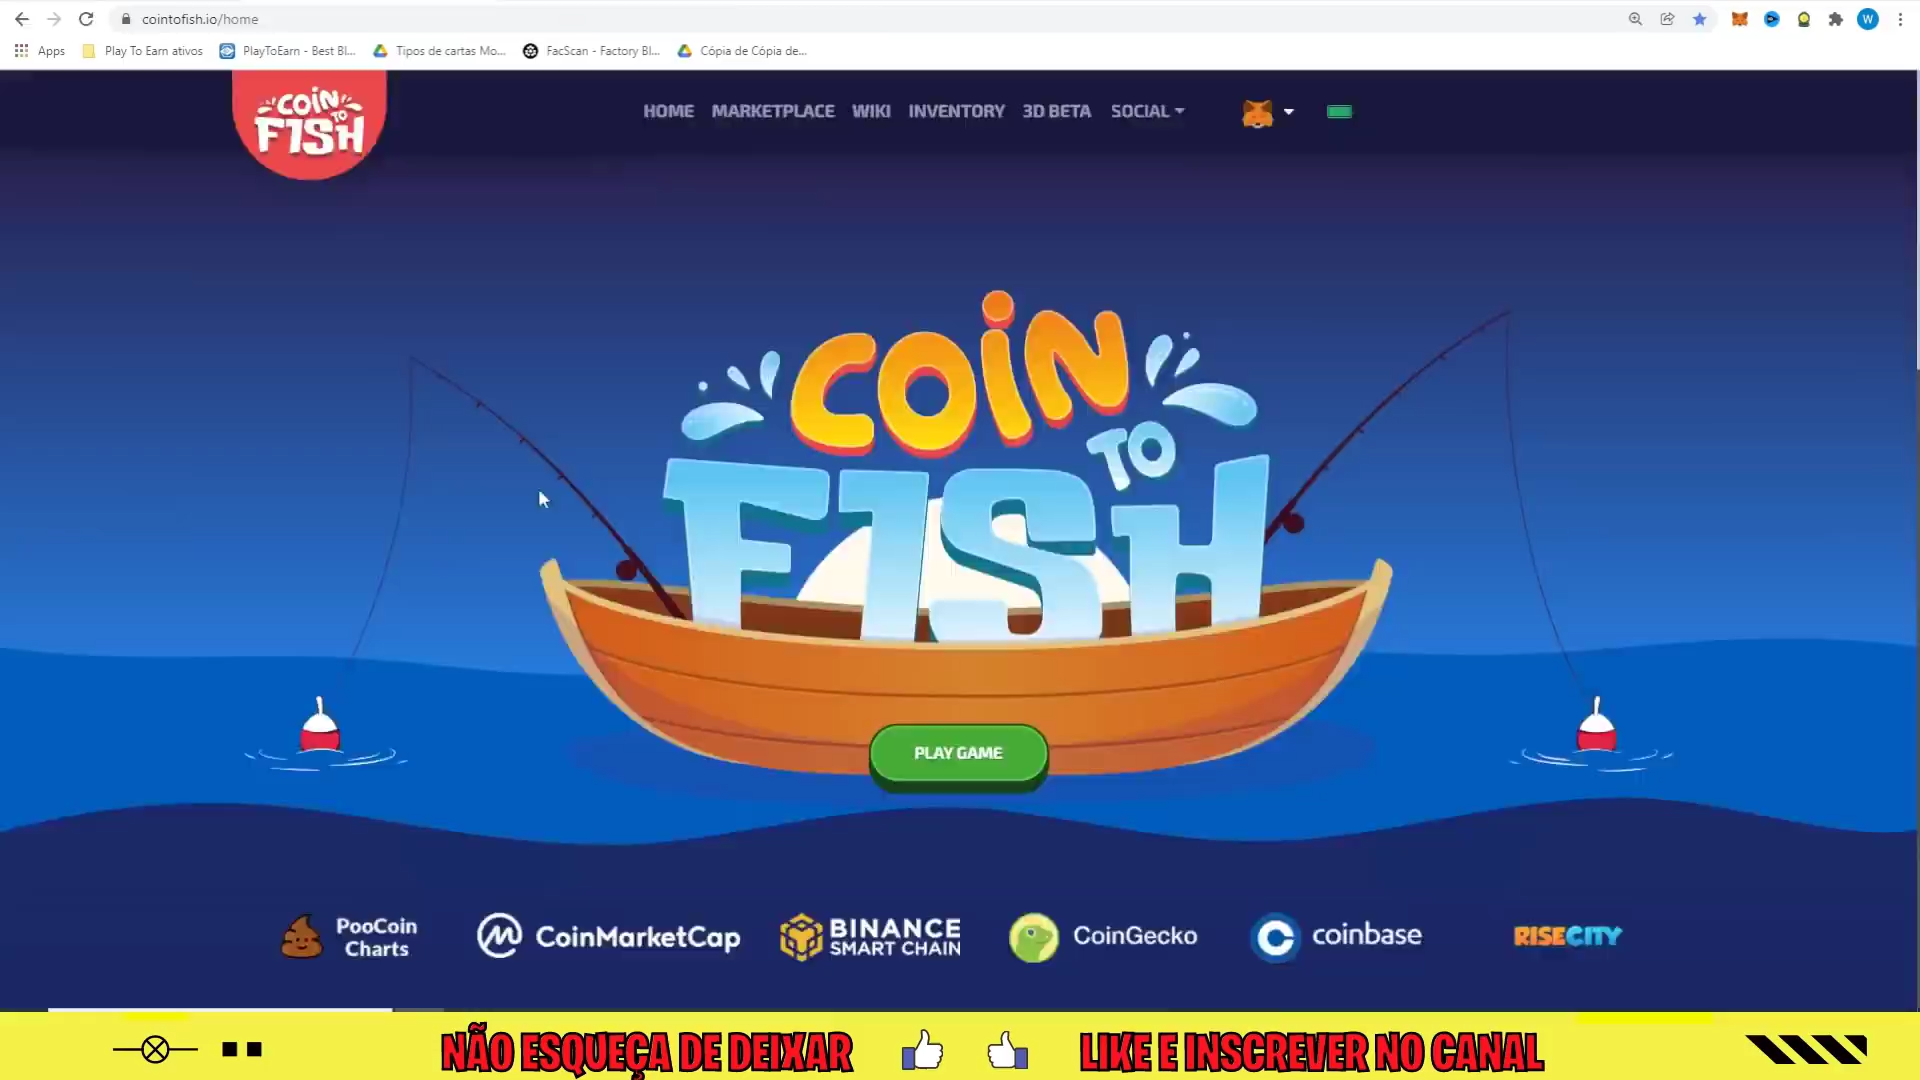 cointofish.io/home
W
Apps
Play To Earn ativos
PlayToEarn - Best Bl...
Tipos de cartas Mo...
FacScan - Factory Bl...
Cópia de Cópia de...
COIN TO FISH
HOME
MARKETPLACE
WIKI
INVENTORY
3D BETA
SOCIAL
COIN
TO
FISH
PLAY GAME
PooCoin
Charts
CoinMarketCap
BINANCE
SMART CHAIN
CoinGecko
coinbase
RISECITY
NÃO ESQUEÇA DE DEIXAR
LIKE E INSCREVER NO CANAL